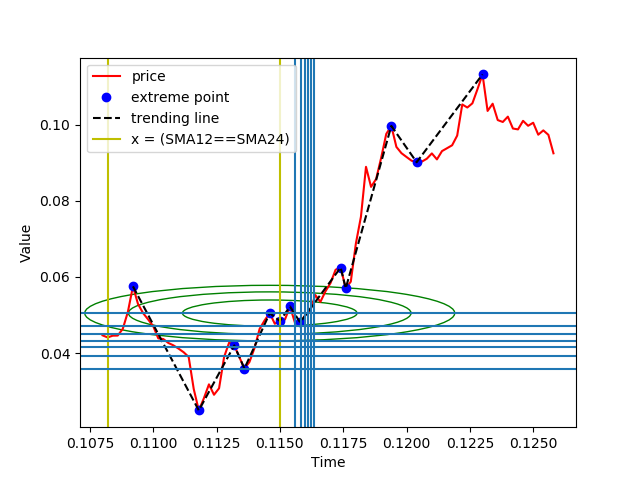 price
extreme point
trending line
x = (SMA12==SMA24)
0.10
0.08
0.06
0.04
Value
0.1075 0.1100 0.1125 0.1150 0.1175 0.1200 0.1225 0.1250
Time